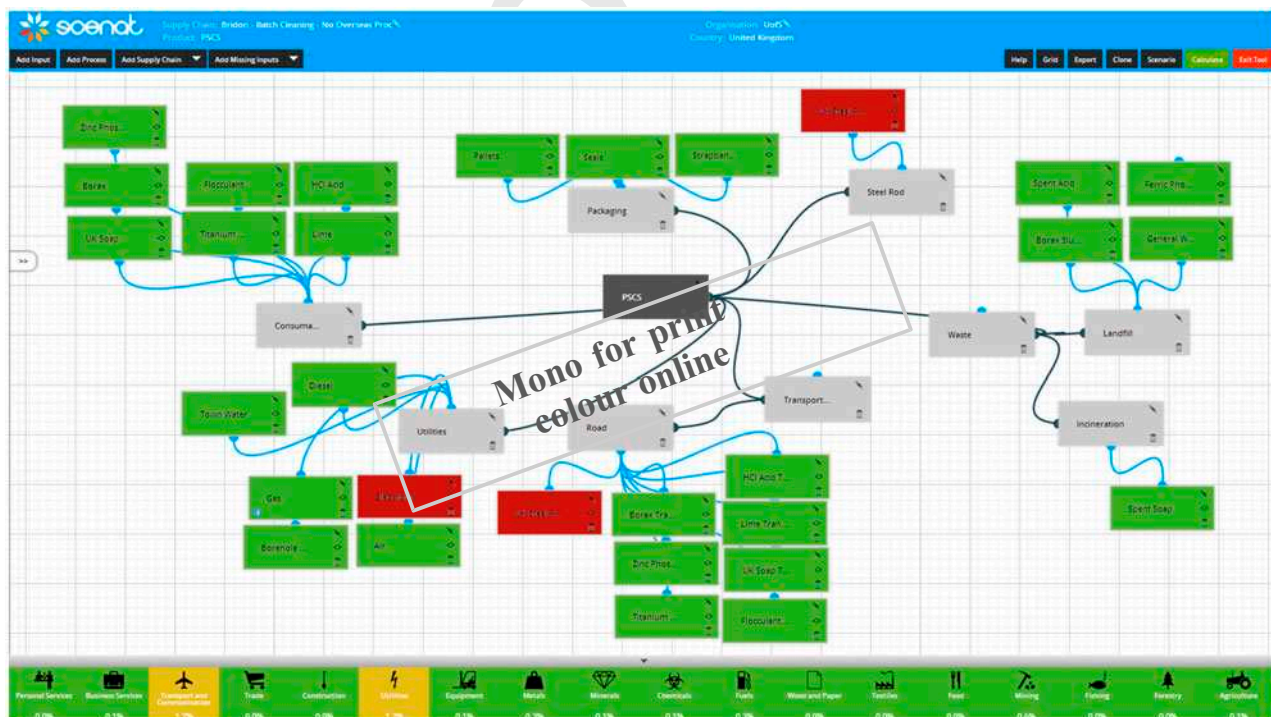 scenat
Supply Chain: Bridon - Batch Cleaning - No Overseas Proc
Product: PSCS
Organisation: UofS
Country: United Kingdom
Add Input Add Process Add Supply Chain Add Missing Inputs
Help Grid Export Clone Scenario Calculate Exit Tool
Zinc Phos...
Borax
Flocculant...
HCl Acid
UK Soap
Titanium ...
Lime
Consuma...
Pallets
Seals
Strapping...
Packaging
Steel Rod
PSCS
Spent Acid
Ferric Pho...
Borax Slu...
General W...
Waste
Landfill
Incineration
Spent Soap
Diesel
Town Water...
Utilities
Gas
Borehole ...
Air
Road
Transport...
Borax Tra...
Zinc Phos...
Titanium ...
HCl Acid T...
Lime Tran...
UK Soap T...
Flocculant...
Mono for print
colour online
>>
Personal Services Business Services Transport and Communication Trade Construction Utilities Equipment Metals Minerals Chemicals Fuels Wood and Paper Textiles Food Mining Fishing Forestry Agriculture